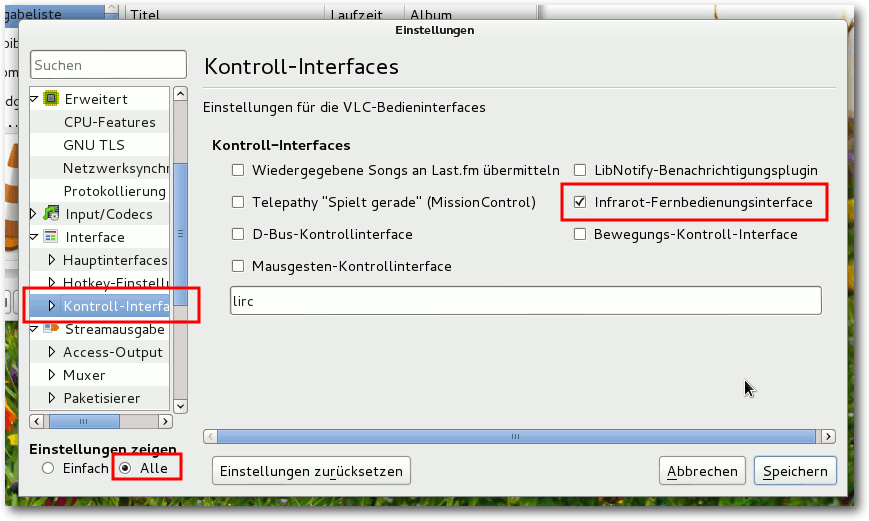 Titel
Laufzeit
Album
Einstellungen
Suchen
Erweitert
CPU-Features
GNU TLS
Netzwerksynchr
Protokollierung
Input/Codecs
Interface
Hauptinterfaces
Hotkey-Einstellu
Kontroll-Interfa
Streamausgabe
Access-Output
Muxer
Paketisierer
Einstellungen zeigen
Einfach
Alle
Kontroll-Interfaces
Einstellungen für die VLC-Bedieninterfaces
Kontroll-Interfaces
Wiedergegebene Songs an Last.fm übermitteln
LibNotify-Benachrichtigungsplugin
Telepathy "Spielt gerade" (MissionControl)
Infrarot-Fernbedienungsinterface
D-Bus-Kontrollinterface
Bewegungs-Kontroll-Interface
Mausgesten-Kontrollinterface
lirc
Einstellungen zurücksetzen
Abbrechen
Speichern